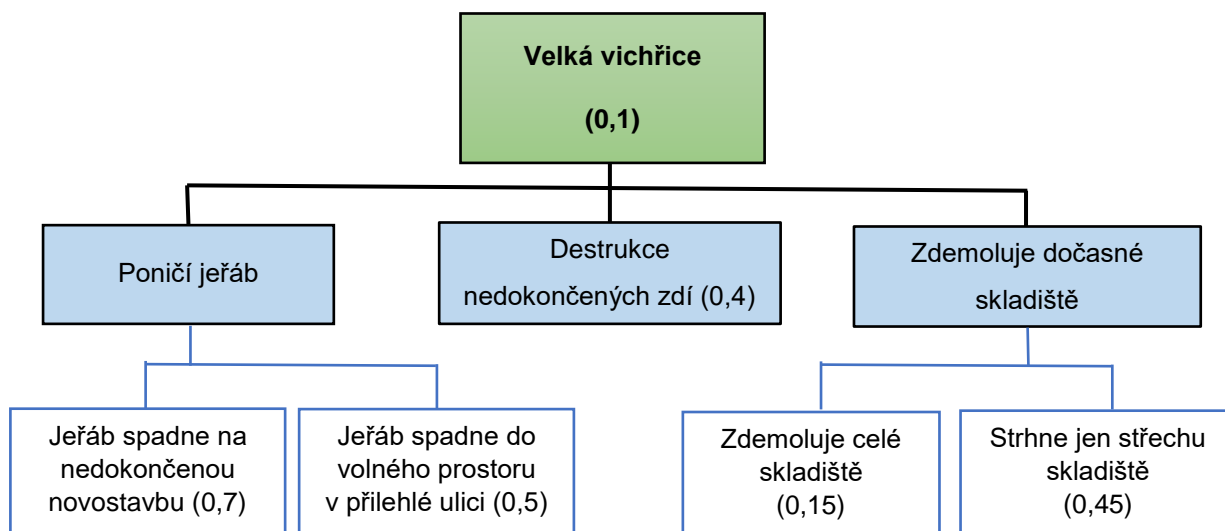 Velká vichřice
(0,1)
Poničí jeřáb
Destrukce
nedokončených zdí (0,4)
Zdemoluje dočasné
skladiště
Jeřáb spadne na
nedokončenou
novostavbu (0,7)
Jeřáb spadne do
volného prostoru
v přilehlé ulici (0,5)
Zdemoluje celé
skladiště
(0,15)
Strhne jen střechu
skladiště
(0,45)